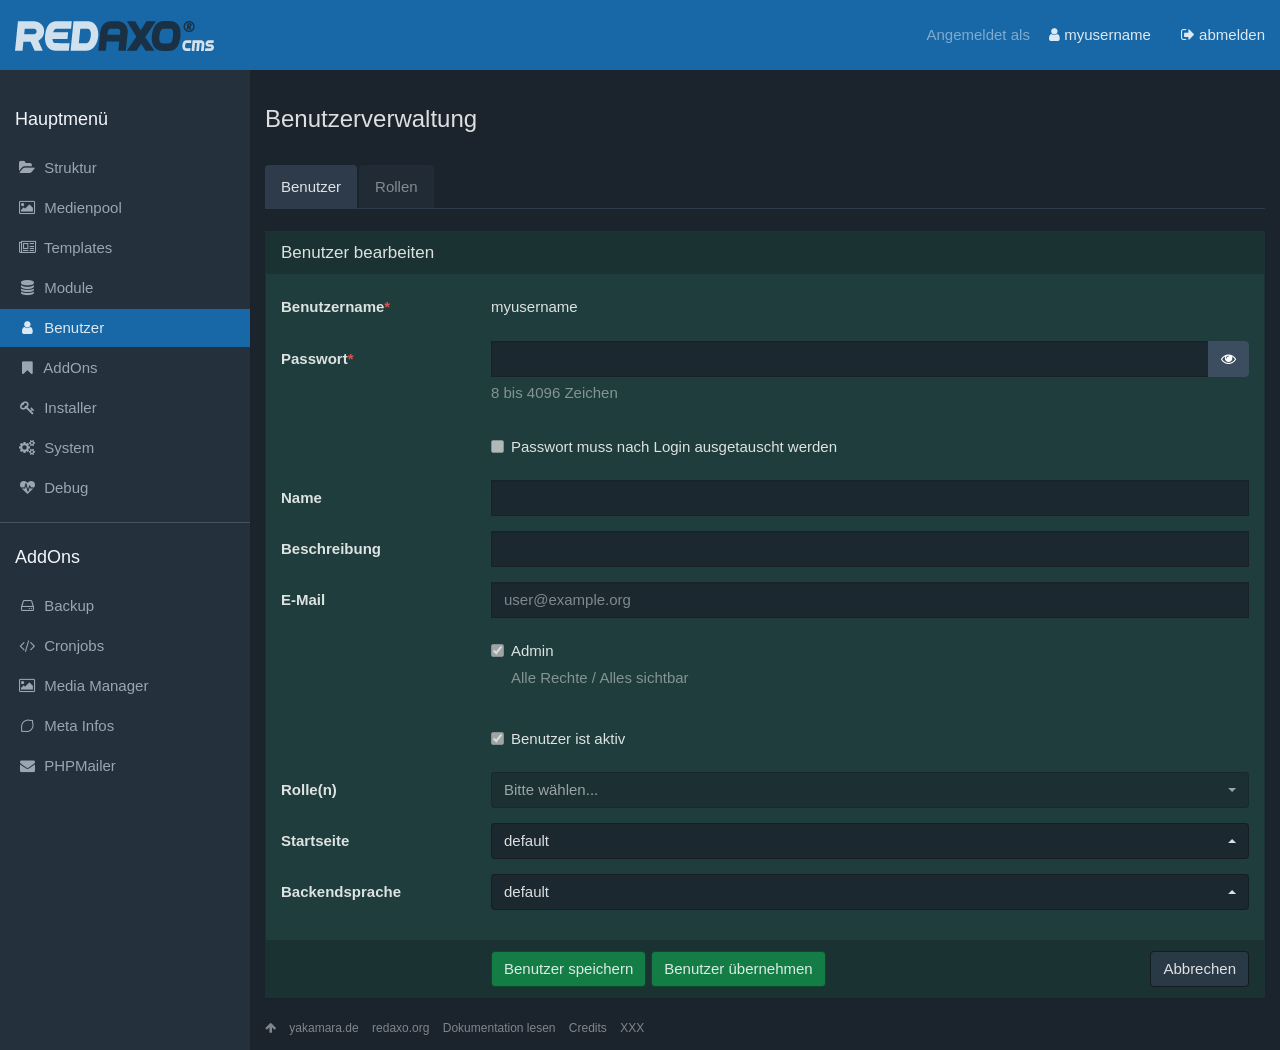 REDAXO® cms
Angemeldet als myusername abmelden
Hauptmenü
Struktur
Medienpool
Templates
Module
Benutzer
AddOns
Installer
System
Debug
AddOns
Backup
Cronjobs
Media Manager
Meta Infos
PHPMailer
Benutzerverwaltung
Benutzer Rollen
Benutzer bearbeiten
Benutzername* myusername
Passwort*
8 bis 4096 Zeichen
Passwort muss nach Login ausgetauscht werden
Name
Beschreibung
E-Mail user@example.org
Admin
Alle Rechte / Alles sichtbar
Benutzer ist aktiv
Rolle(n) Bitte wählen...
Startseite default
Backendsprache default
Benutzer speichern Benutzer übernehmen Abbrechen
yakamara.de redaxo.org Dokumentation lesen Credits XXX